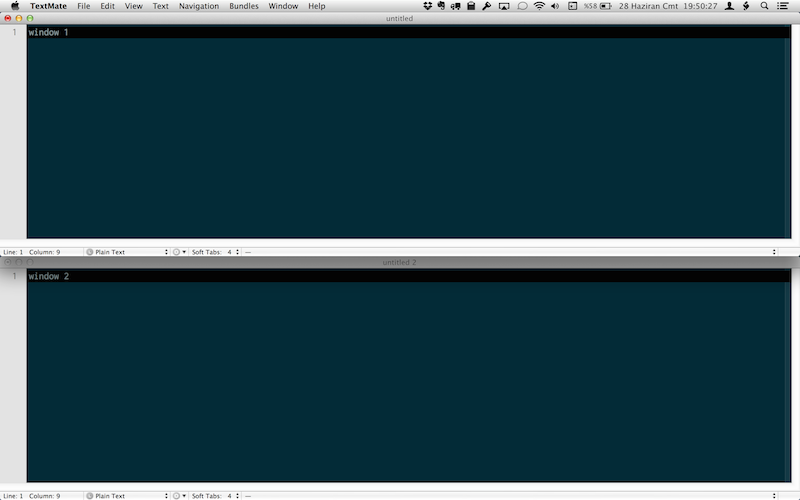 TextMate File Edit View Text Navigation Bundles Window Help %58 28 Haziran Cmt 19:50:27
untitled
1 window 1
Line: 1 Column: 9 Plain Text Soft Tabs: 4 —
untitled 2
1 window 2
Line: 1 Column: 9 Plain Text Soft Tabs: 4 —